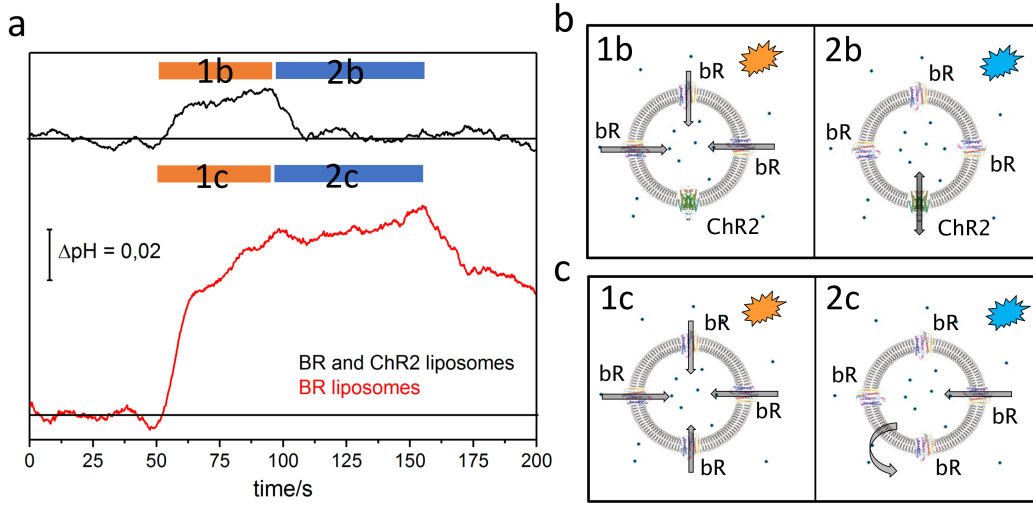 a
1b
2b
1c
2c
ΔpH = 0,02
BR and ChR2 liposomes
BR liposomes
0
25
50
75
100
125
150
175
200
time/s
b
1b
bR
bR
bR
ChR2
2b
bR
bR
bR
ChR2
c
1c
bR
bR
bR
bR
2c
bR
bR
bR
bR